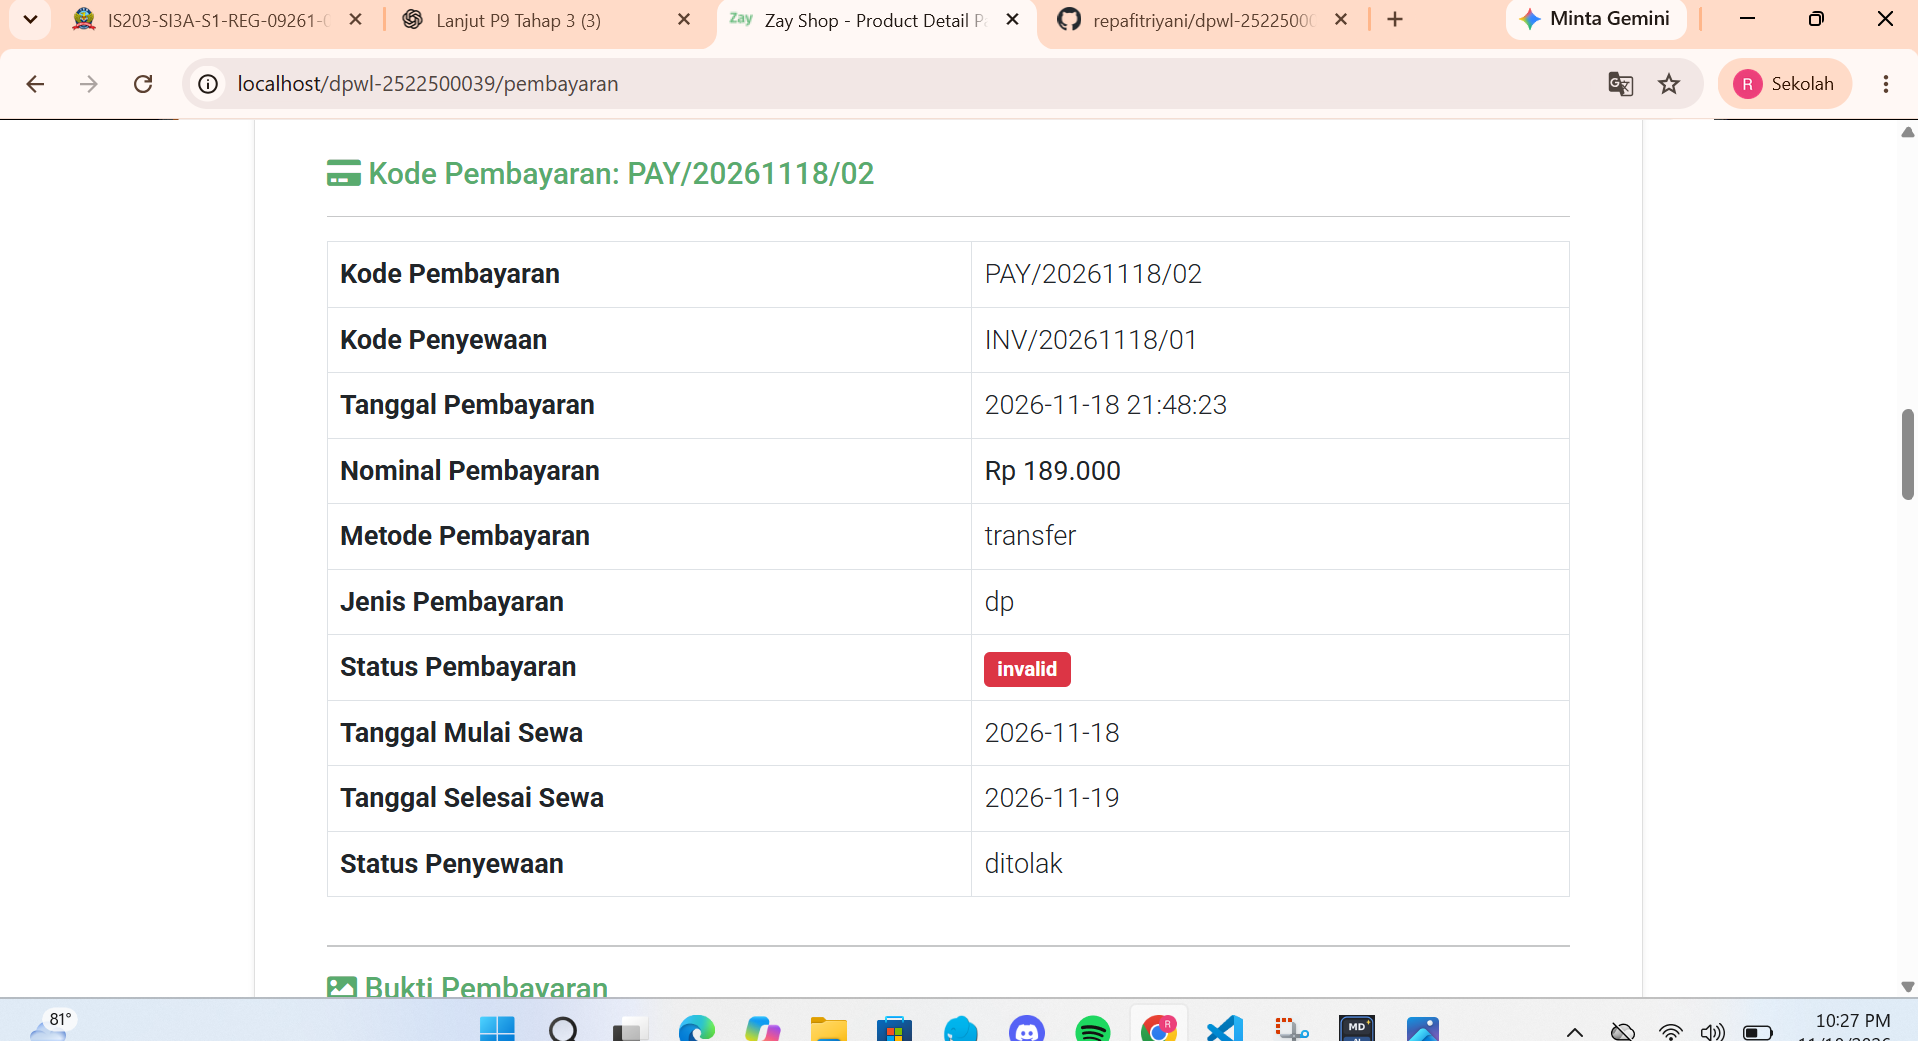 IS203-SI3A-S1-REG-09261-0
Lanjut P9 Tahap 3 (3)
Zay
Zay Shop - Product Detail Pa
repafitriyani/dpwl-25225000
Minta Gemini
localhost/dpwl-2522500039/pembayaran
R
Sekolah
Kode Pembayaran: PAY/20261118/02
Kode Pembayaran
PAY/20261118/02
Kode Penyewaan
INV/20261118/01
Tanggal Pembayaran
2026-11-18 21:48:23
Nominal Pembayaran
Rp 189.000
Metode Pembayaran
transfer
Jenis Pembayaran
dp
Status Pembayaran
invalid
Tanggal Mulai Sewa
2026-11-18
Tanggal Selesai Sewa
2026-11-19
Status Penyewaan
ditolak
Bukti Pembayaran
81°
R
MD
10:27 PM